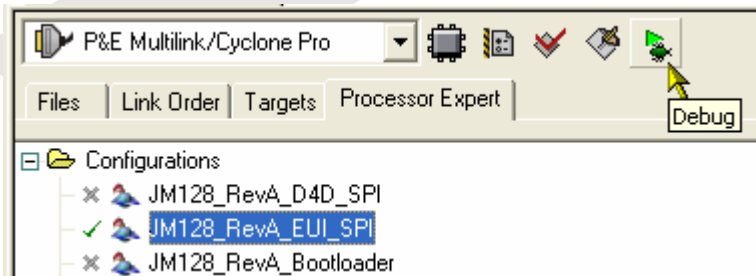 P&E Multilink/Cyclone Pro
Files Link Order Targets Processor Expert
Debug
Configurations
JM128_RevA_D4D_SPI
JM128_RevA_EUI_SPI
JM128_RevA_Bootloader